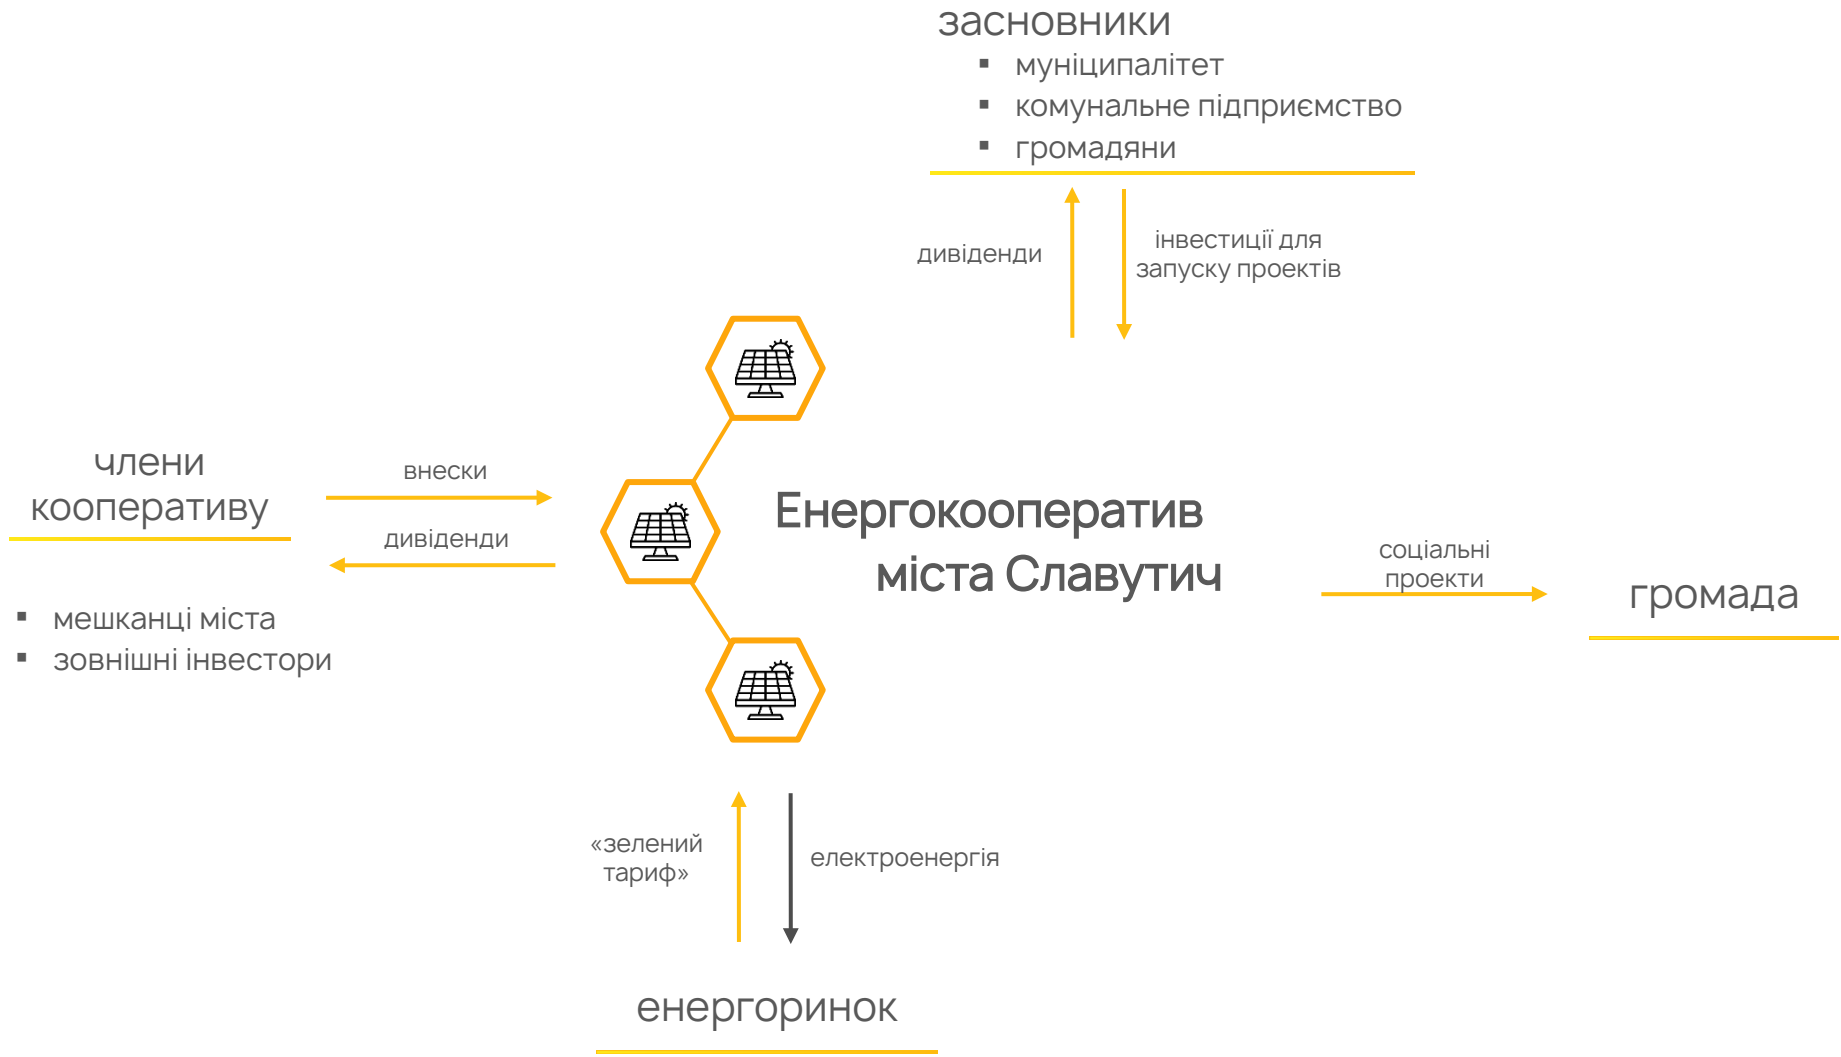 засновники
▪ муніципалітет
▪ комунальне підприємство
▪ громадяни
дивіденди
інвестиції для
запуску проектів
члени
кооперативу
внески
дивіденди
▪ мешканці міста
▪ зовнішні інвестори
Енергокооператив
міста Славутич
соціальні
проекти
громада
«зелений
тариф»
електроенергія
енергоринок